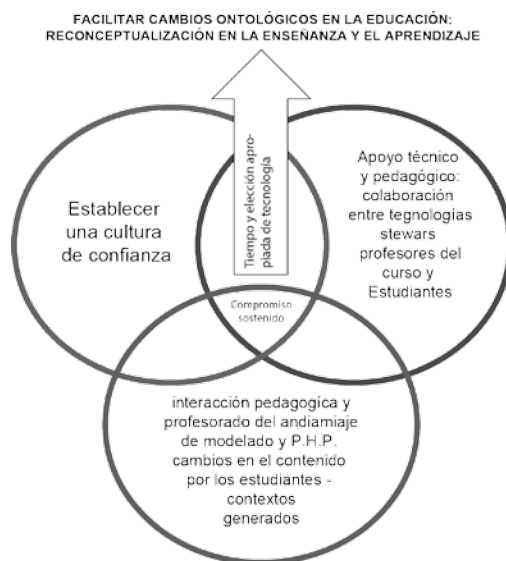 FACILITAR CAMBIOS ONTOLÓGICOS EN LA EDUCACIÓN:
RECONCEPTUALIZACIÓN EN LA ENSEÑANZA Y EL APRENDIZAJE
Establecer
una cultura
de confianza
Tiempo y elección apro-
piada de tecnología
Apoyo técnico
y pedagógico:
colaboración
entre tegnologías
stewars
profesores del
curso y
Estudiantes
Compromiso
sostenido
interacción pedagogíca y
profesorado del andiamiaje
de modelado y P.H.P.
cambios en el contenido
por los estudiantes -
contextos
generados